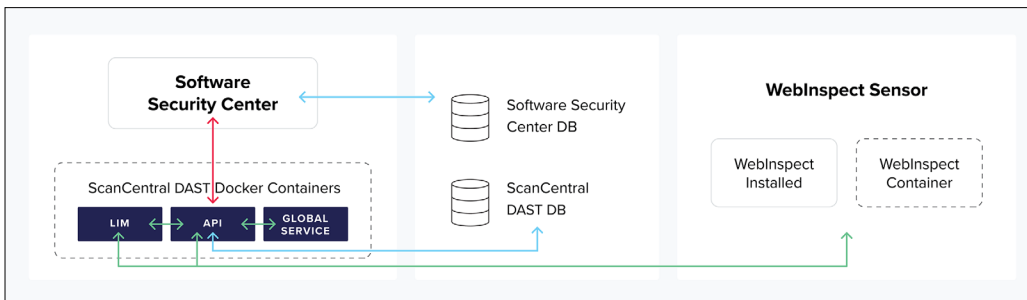 Software
Security Center
ScanCentral DAST Docker Containers
LIM
API
GLOBAL
SERVICE
Software Security
Center DB
ScanCentral
DAST DB
WebInspect Sensor
WebInspect
Installed
WebInspect
Container